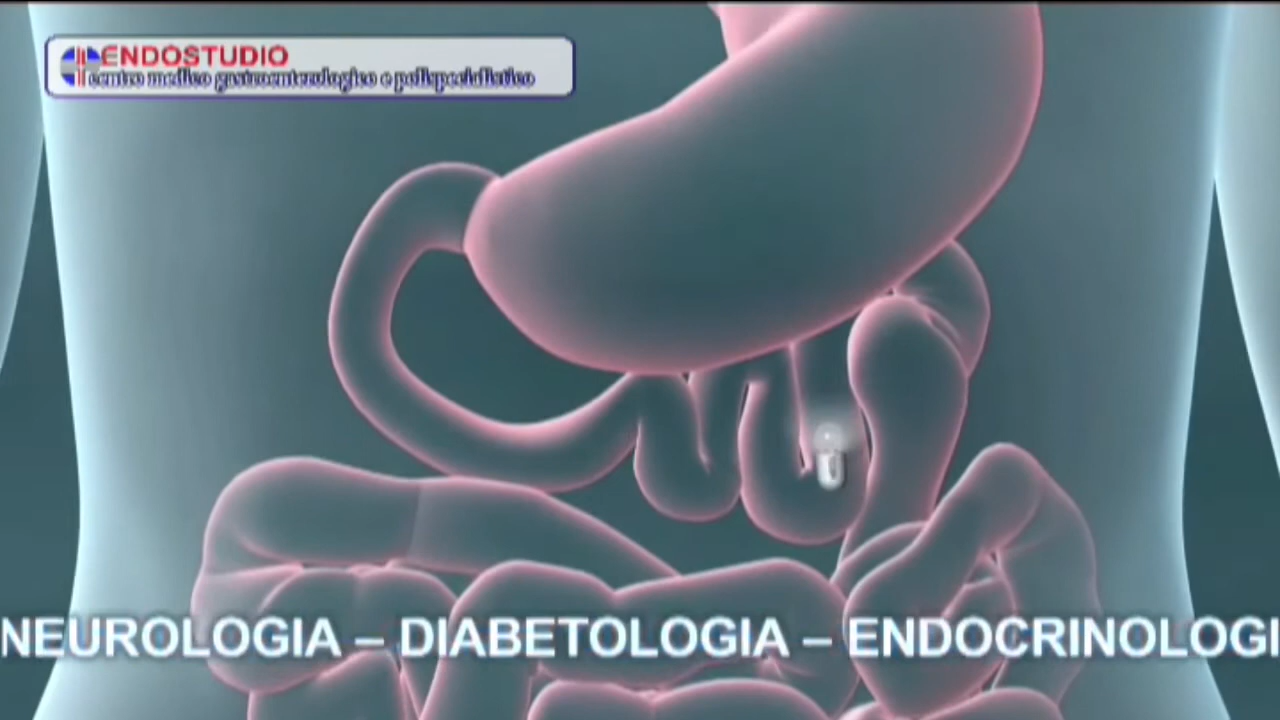 ENDOSTUDIO
centro medico gastroenterologico e polispecialistico
NEUROLOGIA – DIABETOLOGIA – ENDOCRINOLOGI